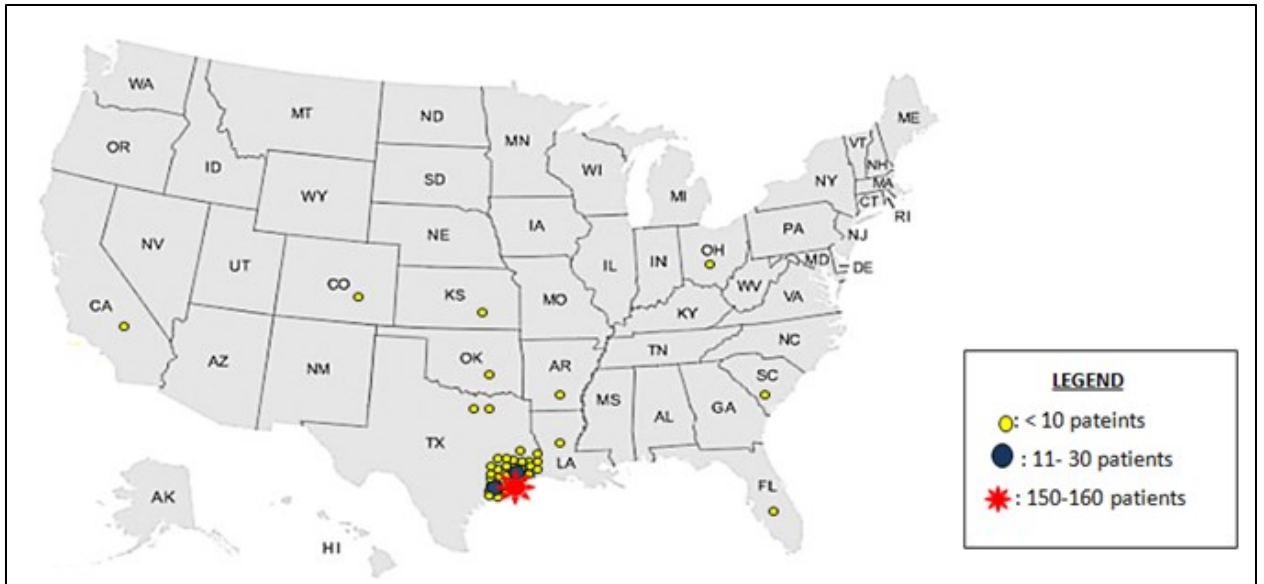 WA
MT
ND
MN
ME
OR
ID
SD
WI
VT
NH
WY
MI
NY
MA
CT
RI
NE
IA
PA
NJ
NV
UT
CO
KS
IL
IN
OH
MD
DE
WV
VA
CA
MO
KY
AZ
NM
OK
AR
TN
NC
SC
MS
AL
GA
TX
LA
FL
AK
HI
LEGEND
: < 10 pateints
: 11- 30 patients
: 150-160 patients